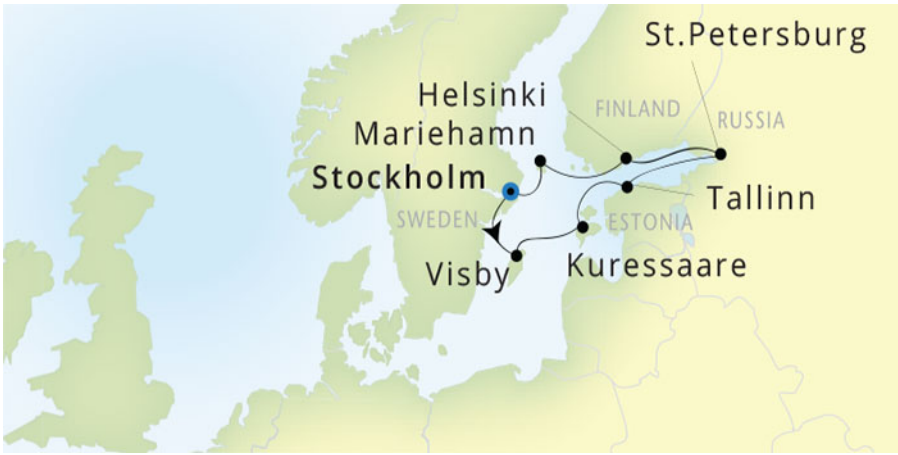 St.Petersburg
Helsinki
FINLAND
RUSSIA
Mariehamn
Stockholm
Tallinn
SWEDEN
ESTONIA
Visby
Kuressaare